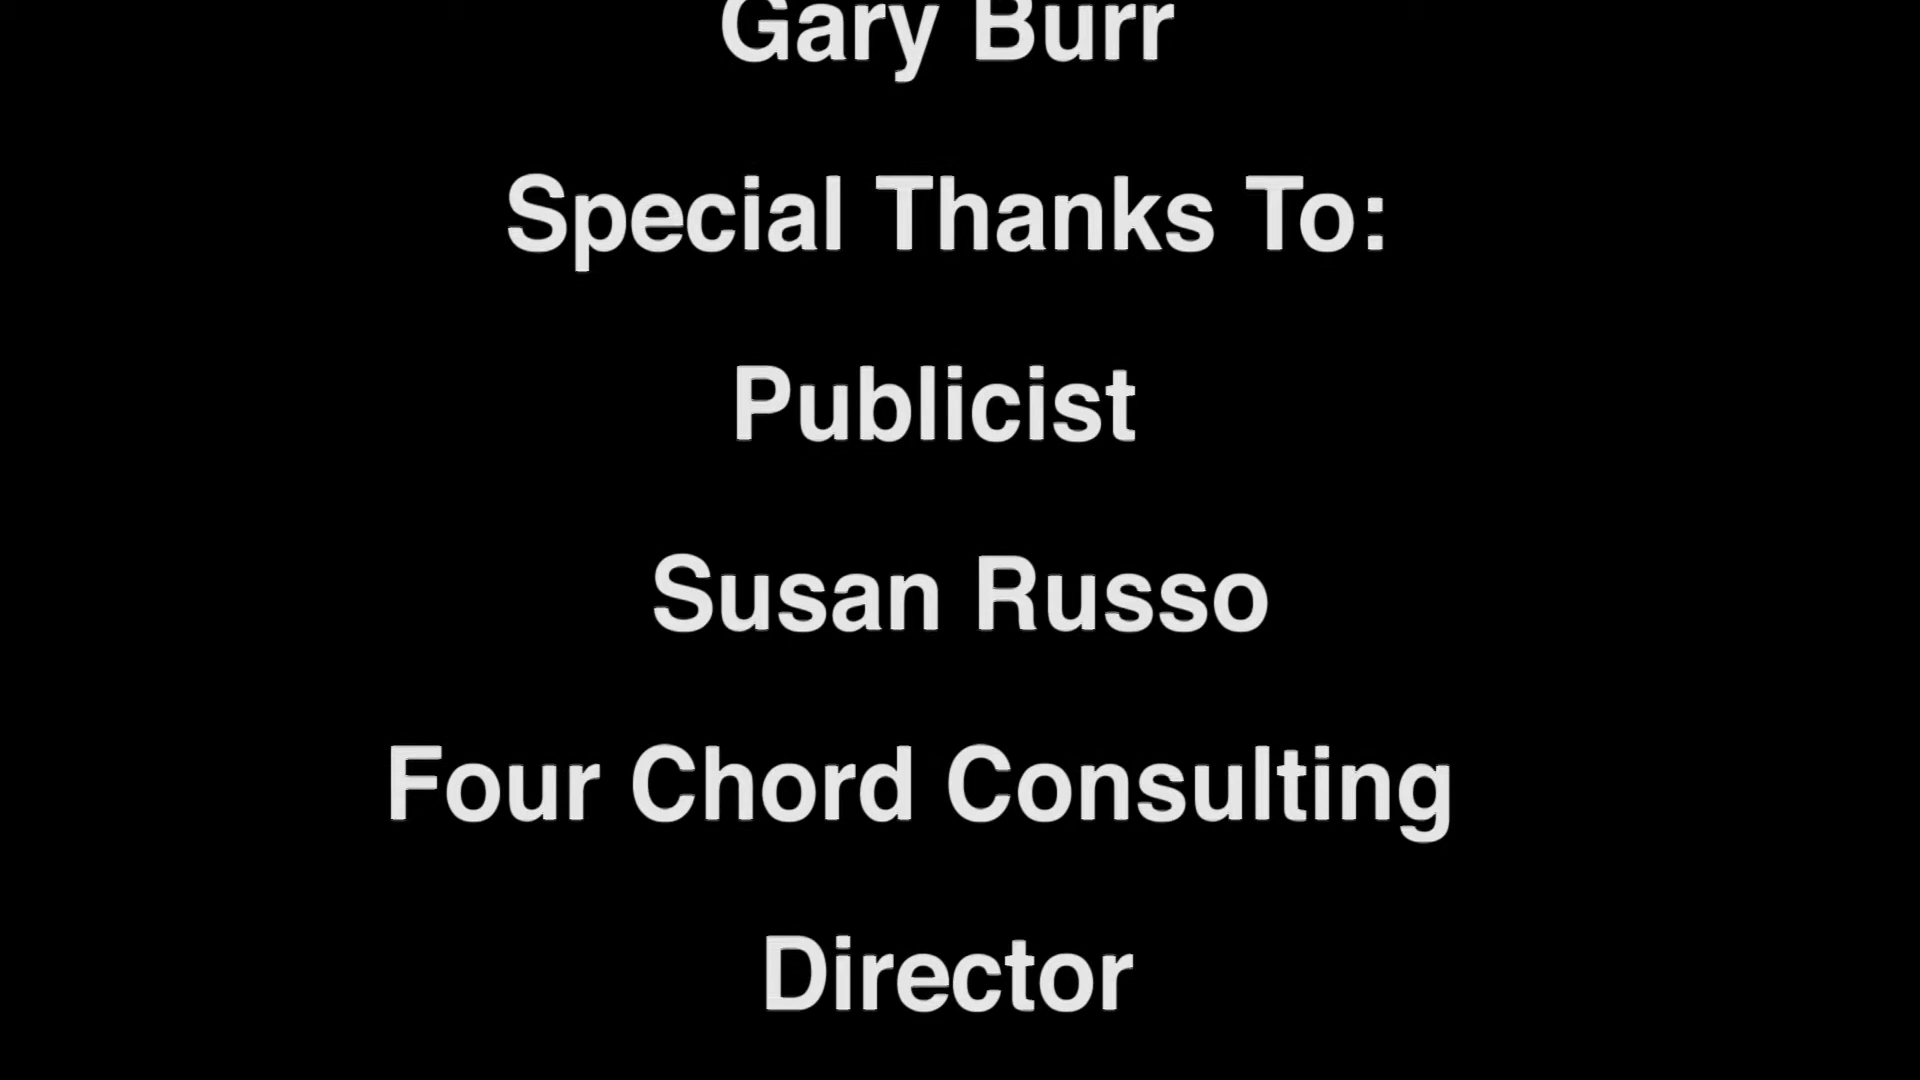 Gary Burr
Special Thanks To:
Publicist
Susan Russo
Four Chord Consulting
Director